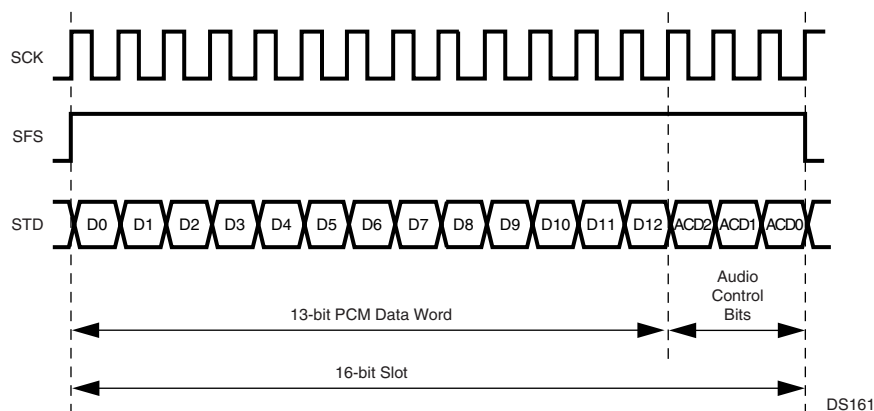 SCK
SFS
STD D0 D1 D2 D3 D4 D5 D6 D7 D8 D9 D10 D11 D12 ACD2 ACD1 ACD0
13-bit PCM Data Word
Audio
Control
Bits
16-bit Slot
DS161